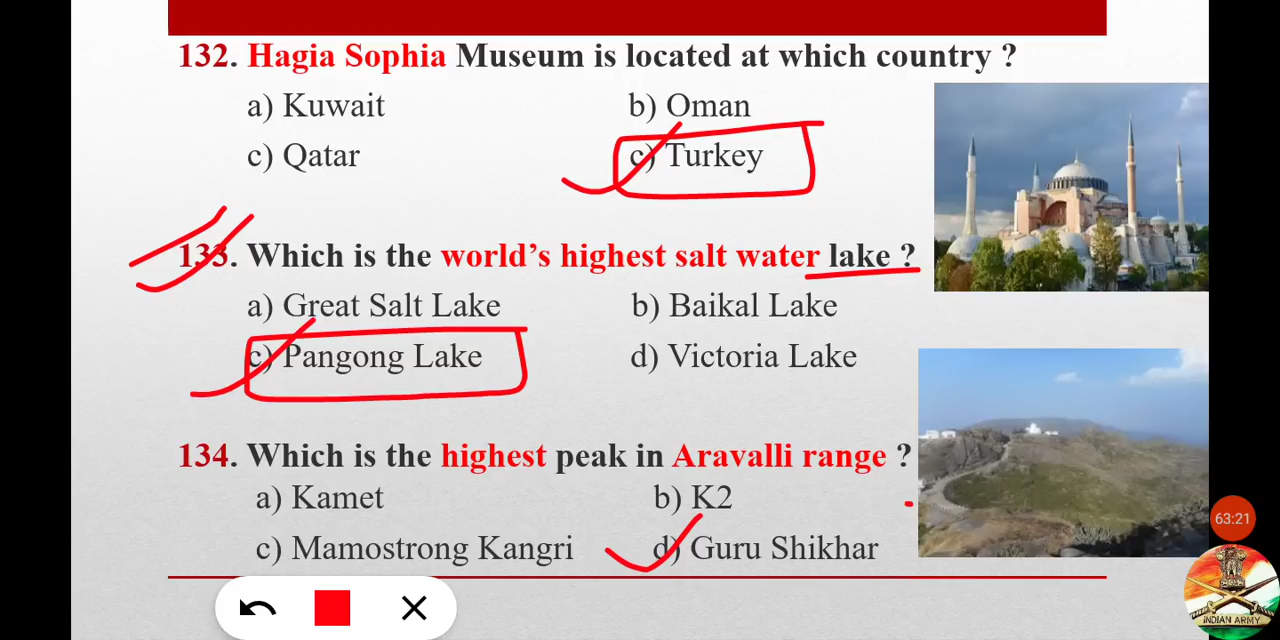 132. Hagia Sophia Museum is located at which country ?
a) Kuwait b) Oman
c) Qatar c) Turkey
133. Which is the world's highest salt water lake ?
a) Great Salt Lake b) Baikal Lake
c) Pangong Lake d) Victoria Lake
134. Which is the highest peak in Aravalli range ?
a) Kamet b) K2
c) Mamostrong Kangri d) Guru Shikhar
63:21
INDIAN ARMY